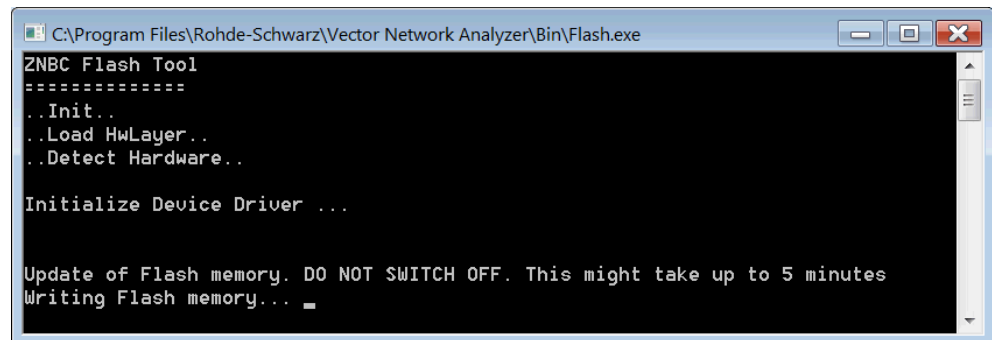 C:\Program Files\Rohde-Schwarz\Vector Network Analyzer\Bin\Flash.exe
ZNBC Flash Tool
==============
..Init..
..Load HwLayer..
..Detect Hardware..
Initialize Device Driver ...
Update of Flash memory. DO NOT SWITCH OFF. This might take up to 5 minutes
Writing Flash memory... _